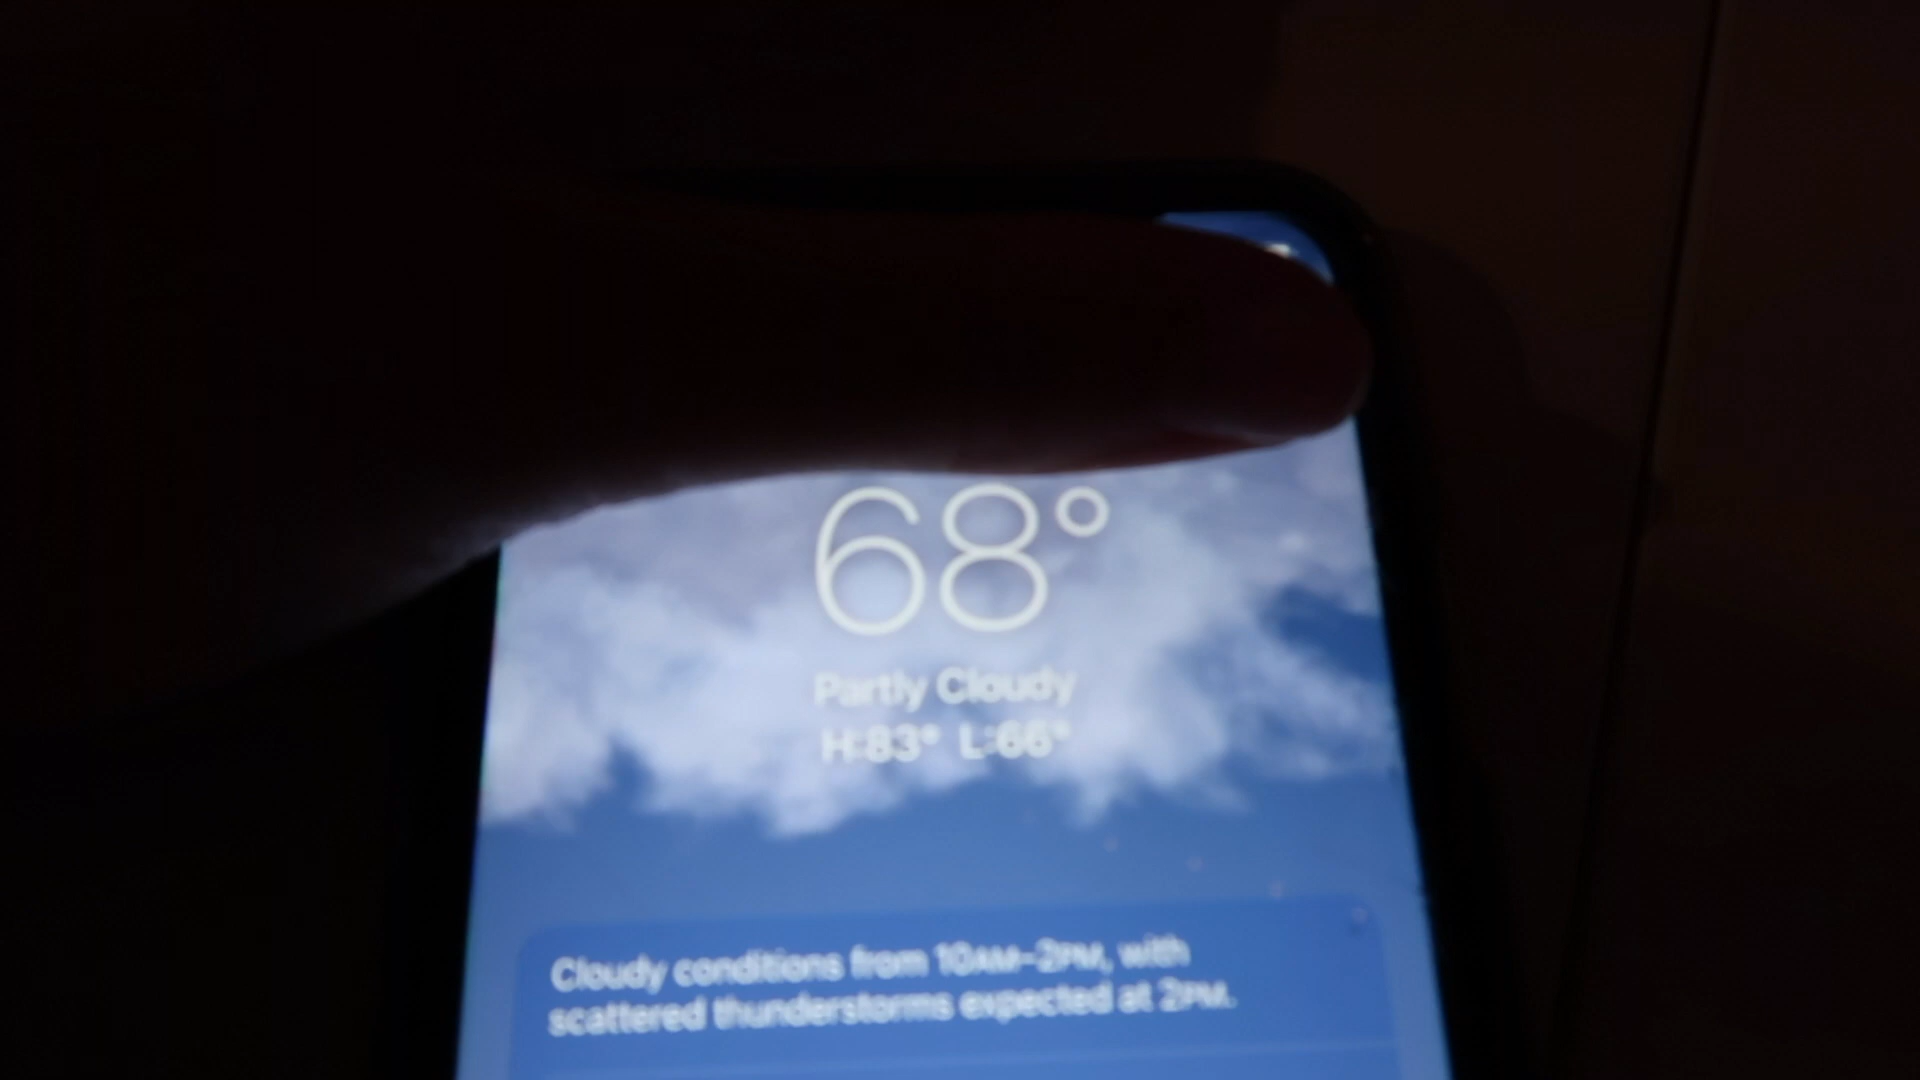 68°
Partly Cloudy
H:83° L:66°
Cloudy conditions from 10AM–2PM, with
scattered thunderstorms expected at 2PM.